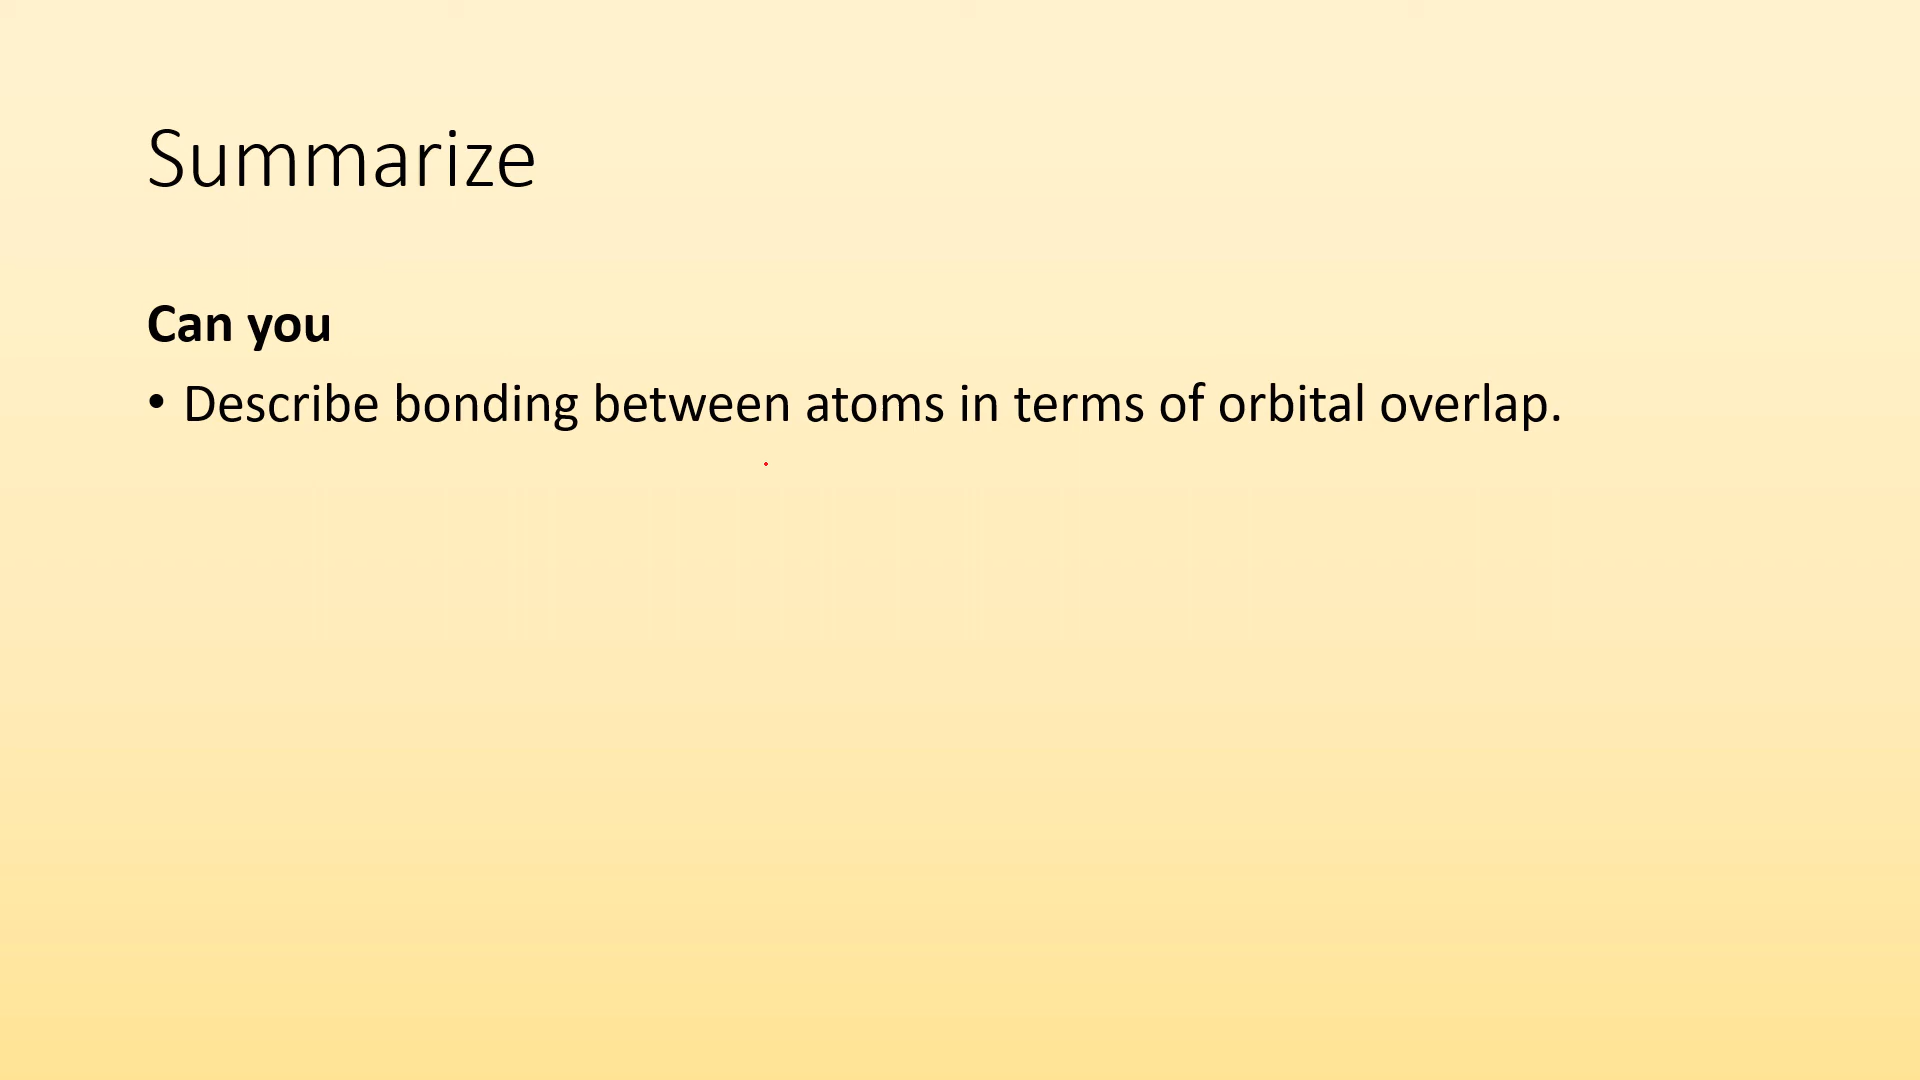 Summarize
Can you
• Describe bonding between atoms in terms of orbital overlap.